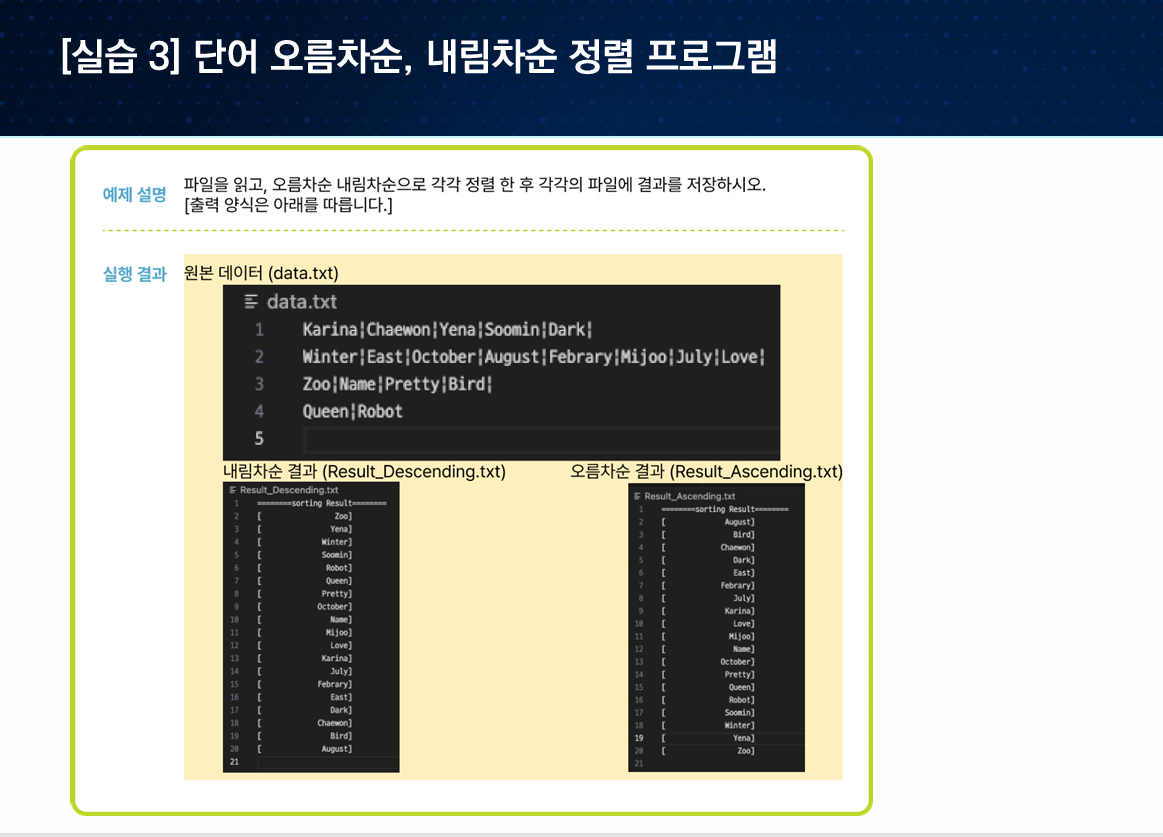 [실습 3] 단어 오름차순, 내림차순 정렬 프로그램
예제 설명
파일을 읽고, 오름차순 내림차순으로 각각 정렬 한 후 각각의 파일에 결과를 저장하시오.
[출력 양식은 아래를 따릅니다.]
실행 결과
원본 데이터 (data.txt)
data.txt
1 Karina|Chaewon|Yena|Soomin|Dark|
2 Winter|East|October|August|Febrary|Mijoo|July|Love|
3 Zoo|Name|Pretty|Bird|
4 Queen|Robot
5
내림차순 결과 (Result_Descending.txt)
Result_Descending.txt
1 ========sorting Result========
2 [ Zoo]
3 [ Yena]
4 [ Winter]
5 [ Soomin]
6 [ Robot]
7 [ Queen]
8 [ Pretty]
9 [ October]
10 [ Name]
11 [ Mijoo]
12 [ Love]
13 [ Karina]
14 [ July]
15 [ Febrary]
16 [ East]
17 [ Dark]
18 [ Chaewon]
19 [ Bird]
20 [ August]
21
오름차순 결과 (Result_Ascending.txt)
Result_Ascending.txt
1 ========sorting Result========
2 [ August]
3 [ Bird]
4 [ Chaewon]
5 [ Dark]
6 [ East]
7 [ Febrary]
8 [ July]
9 [ Karina]
10 [ Love]
11 [ Mijoo]
12 [ Name]
13 [ October]
14 [ Pretty]
15 [ Queen]
16 [ Robot]
17 [ Soomin]
18 [ Winter]
19 [ Yena]
20 [ Zoo]
21